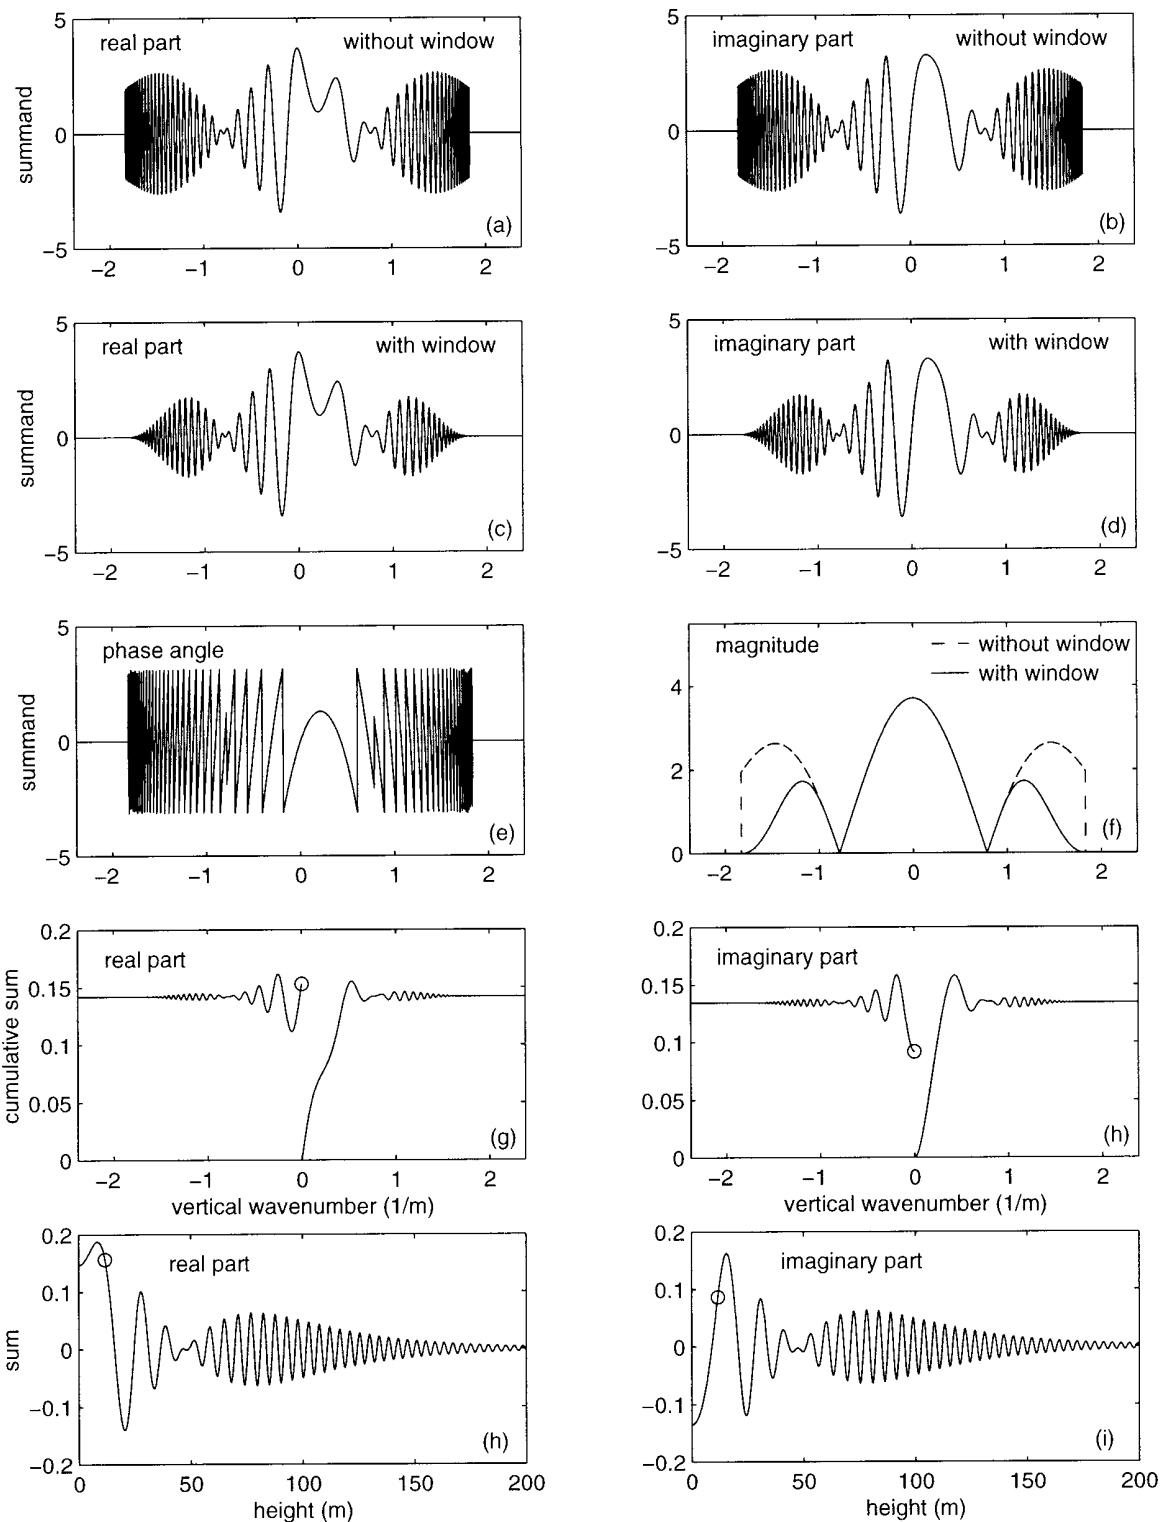 5
real part without window
summand
0
(a)
−5
−2 −1 0 1 2
5
imaginary part without window
0
(b)
−5
−2 −1 0 1 2
5
real part with window
summand
0
(c)
−5
−2 −1 0 1 2
5
imaginary part with window
0
(d)
−5
−2 −1 0 1 2
5
phase angle
summand
0
(e)
−5
−2 −1 0 1 2
magnitude
without window
with window
4
2
0
(f)
−2 −1 0 1 2
0.2
real part
0.15
cumulative sum
0.1
0.05
(g)
0
−2 −1 0 1 2
vertical wavenumber (1/m)
0.2
imaginary part
0.15
0.1
0.05
(h)
0
−2 −1 0 1 2
vertical wavenumber (1/m)
0.2
real part
0.1
sum
0
−0.1
(h)
−0.2
0 50 100 150 200
height (m)
0.2
imaginary part
0.1
0
−0.1
(i)
−0.2
0 50 100 150 200
height (m)